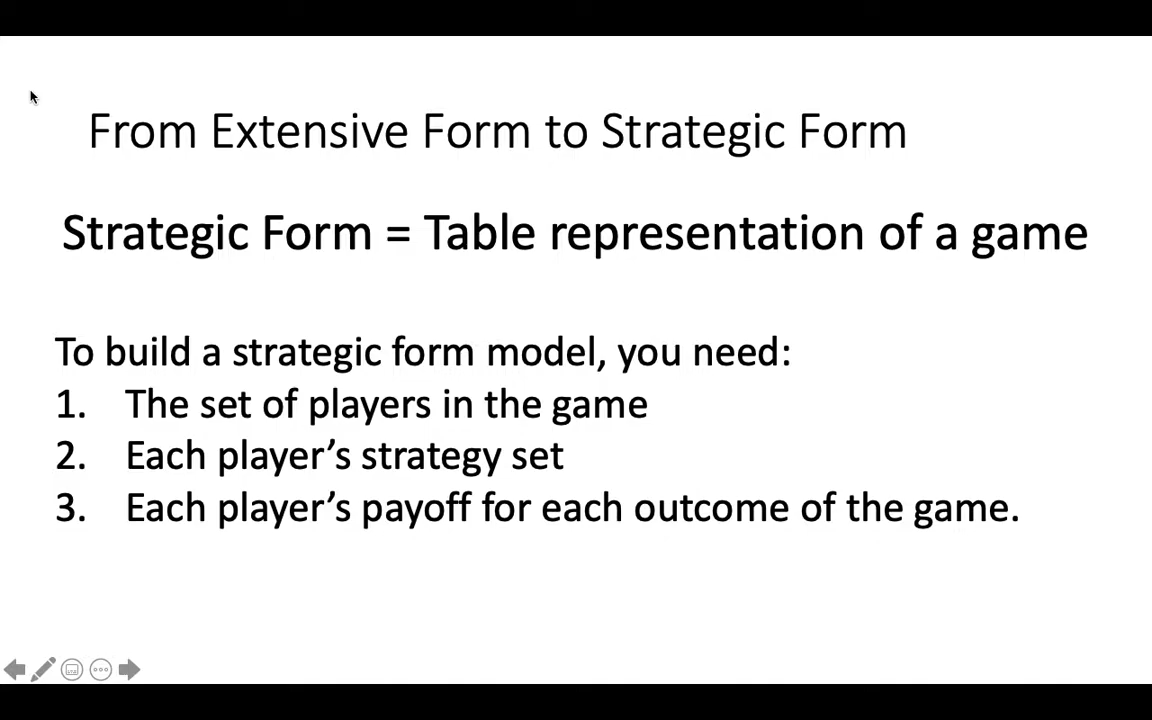 From Extensive Form to Strategic Form
Strategic Form = Table representation of a game
To build a strategic form model, you need:
1. The set of players in the game
2. Each player’s strategy set
3. Each player’s payoff for each outcome of the game.